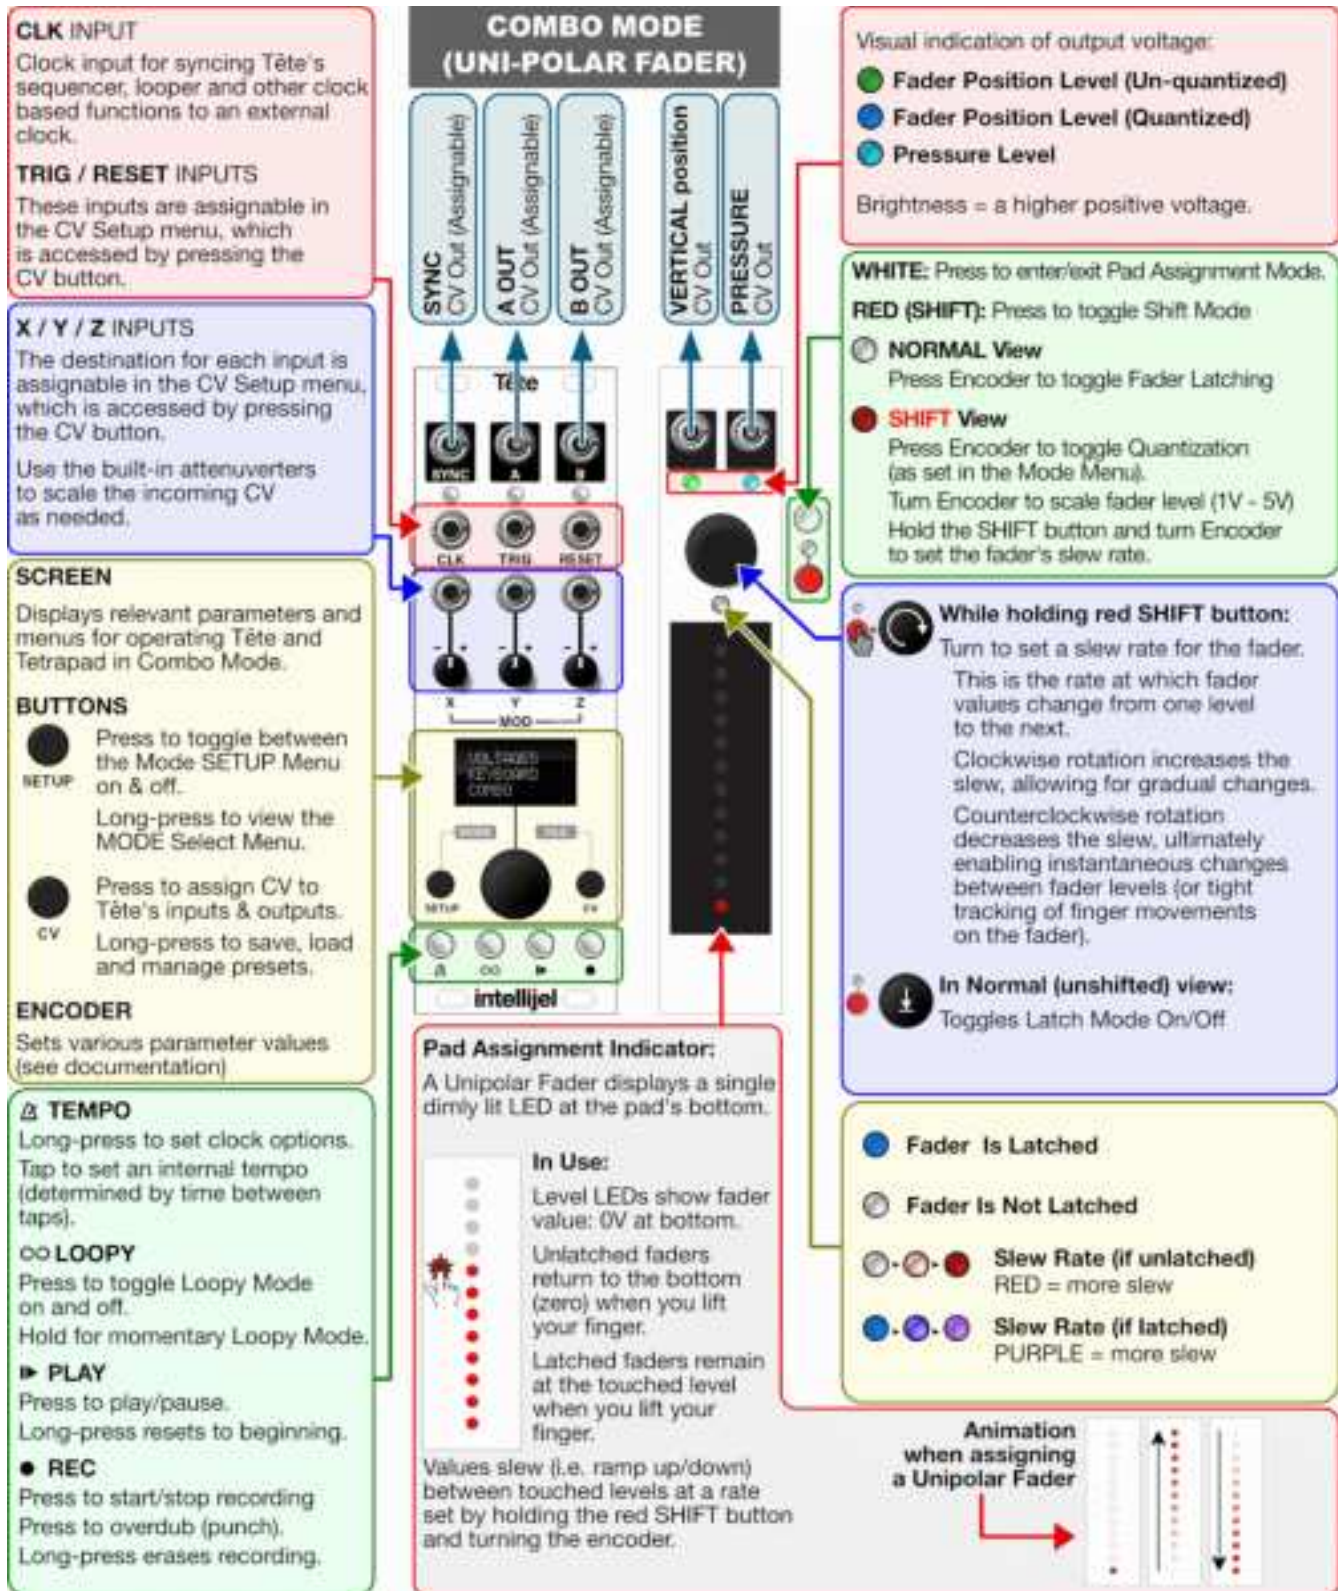 CLK INPUT
Clock input for syncing Tête's
sequencer, looper and other clock
based functions to an external
clock.
TRIG / RESET INPUTS
These inputs are assignable in
the CV Setup menu, which
is accessed by pressing the
CV button.
X / Y / Z INPUTS
The destination for each input is
assignable in the CV Setup menu,
which is accessed by pressing
the CV button.
Use the built-in attenuverters
to scale the incoming CV
as needed.
SCREEN
Displays relevant parameters and
menus for operating Tête and
Tetrapad in Combo Mode.
BUTTONS
SETUP
Press to toggle between
the Mode SETUP Menu
on & off.
Long-press to view the
MODE Select Menu.
CV
Press to assign CV to
Tête's inputs & outputs.
Long-press to save, load
and manage presets.
ENCODER
Sets various parameter values
(see documentation)
TEMPO
Long-press to set clock options.
Tap to set an internal tempo
(determined by time between
taps).
LOOPY
Press to toggle Loopy Mode
on and off.
Hold for momentary Loopy Mode.
PLAY
Press to play/pause.
Long-press resets to beginning.
REC
Press to start/stop recording
Press to overdub (punch).
Long-press erases recording.
COMBO MODE
(UNI-POLAR FADER)
SYNC
CV Out (Assignable)
A OUT
CV Out (Assignable)
B OUT
CV Out (Assignable)
VERTICAL position
CV Out
PRESSURE
CV Out
Tête
SYNC A B
CLK TRIG RESET
- + - + - +
X Y Z
MOD
VOLTAGES
KEYBOARD
COMBO
SETUP CV
intellijel
Pad Assignment Indicator:
A Unipolar Fader displays a single
dimly lit LED at the pad's bottom.
In Use:
Level LEDs show fader
value: 0V at bottom.
Unlatched faders
return to the bottom
(zero) when you lift
your finger.
Latched faders remain
at the touched level
when you lift your
finger.
Values slew (i.e. ramp up/down)
between touched levels at a rate
set by holding the red SHIFT button
and turning the encoder.
Visual indication of output voltage:
Fader Position Level (Un-quantized)
Fader Position Level (Quantized)
Pressure Level
Brightness = a higher positive voltage.
WHITE: Press to enter/exit Pad Assignment Mode.
RED (SHIFT): Press to toggle Shift Mode
NORMAL View
Press Encoder to toggle Fader Latching
SHIFT View
Press Encoder to toggle Quantization
(as set in the Mode Menu).
Turn Encoder to scale fader level (1V - 5V)
Hold the SHIFT button and turn Encoder
to set the fader's slew rate.
While holding red SHIFT button:
Turn to set a slew rate for the fader.
This is the rate at which fader
values change from one level
to the next.
Clockwise rotation increases the
slew, allowing for gradual changes.
Counterclockwise rotation
decreases the slew, ultimately
enabling instantaneous changes
between fader levels (or tight
tracking of finger movements
on the fader).
In Normal (unshifted) view:
Toggles Latch Mode On/Off
Fader Is Latched
Fader Is Not Latched
Slew Rate (if unlatched)
RED = more slew
Slew Rate (if latched)
PURPLE = more slew
Animation
when assigning
a Unipolar Fader